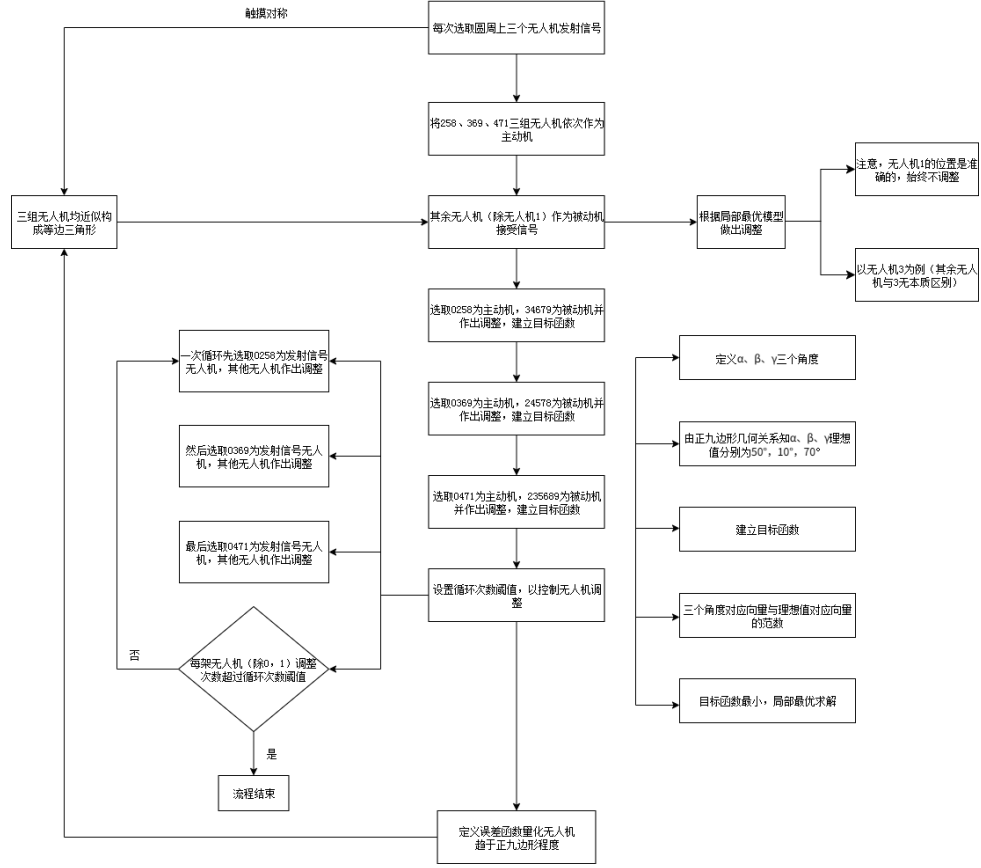 触摸对称
每次选取圆周上三个无人机发射信号
将258、369、471三组无人机依次作为
主动机
三组无人机均近似构
成等边三角形
其余无人机（除无人机1）作为被动机
接受信号
根据局部最优模型
做出调整
注意，无人机1的位置是准
确的，始终不调整
以无人机3为例（其余无人
机与3无本质区别）
选取0258为主动机，34679为被动机并
作出调整，建立目标函数
选取0369为主动机，24578为被动机并
作出调整，建立目标函数
选取0471为主动机，235689为被动机
并作出调整，建立目标函数
设置循环次数阈值，以控制无人机调
整
一次循环先选取0258为发射信号
无人机，其他无人机作出调整
然后选取0369为发射信号无人
机，其他无人机作出调整
最后选取0471为发射信号无人
机，其他无人机作出调整
每架无人机（除0，1）调整
次数超过循环次数阈值
否
是
流程结束
定义误差函数量化无人机
趋于正九边形程度
定义α、β、γ三个角度
由正九边形几何关系知α、β、γ理想
值分别为50°，10°，70°
建立目标函数
三个角度对应向量与理想值对应向量
的范数
目标函数最小，局部最优求解